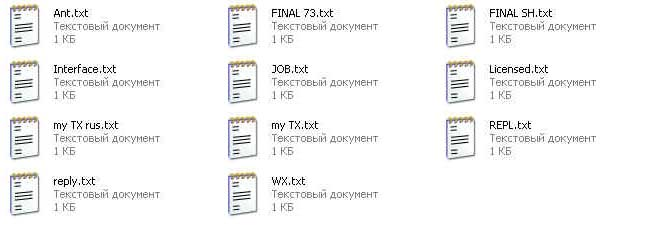 Ant.txt
Текстовый документ
1 КБ
FINAL 73.txt
Текстовый документ
1 КБ
FINAL SH.txt
Текстовый документ
1 КБ
Interface.txt
Текстовый документ
1 КБ
JOB.txt
Текстовый документ
1 КБ
Licensed.txt
Текстовый документ
1 КБ
my TX rus.txt
Текстовый документ
1 КБ
my TX.txt
Текстовый документ
1 КБ
REPL.txt
Текстовый документ
1 КБ
reply.txt
Текстовый документ
1 КБ
WX.txt
Текстовый документ
1 КБ